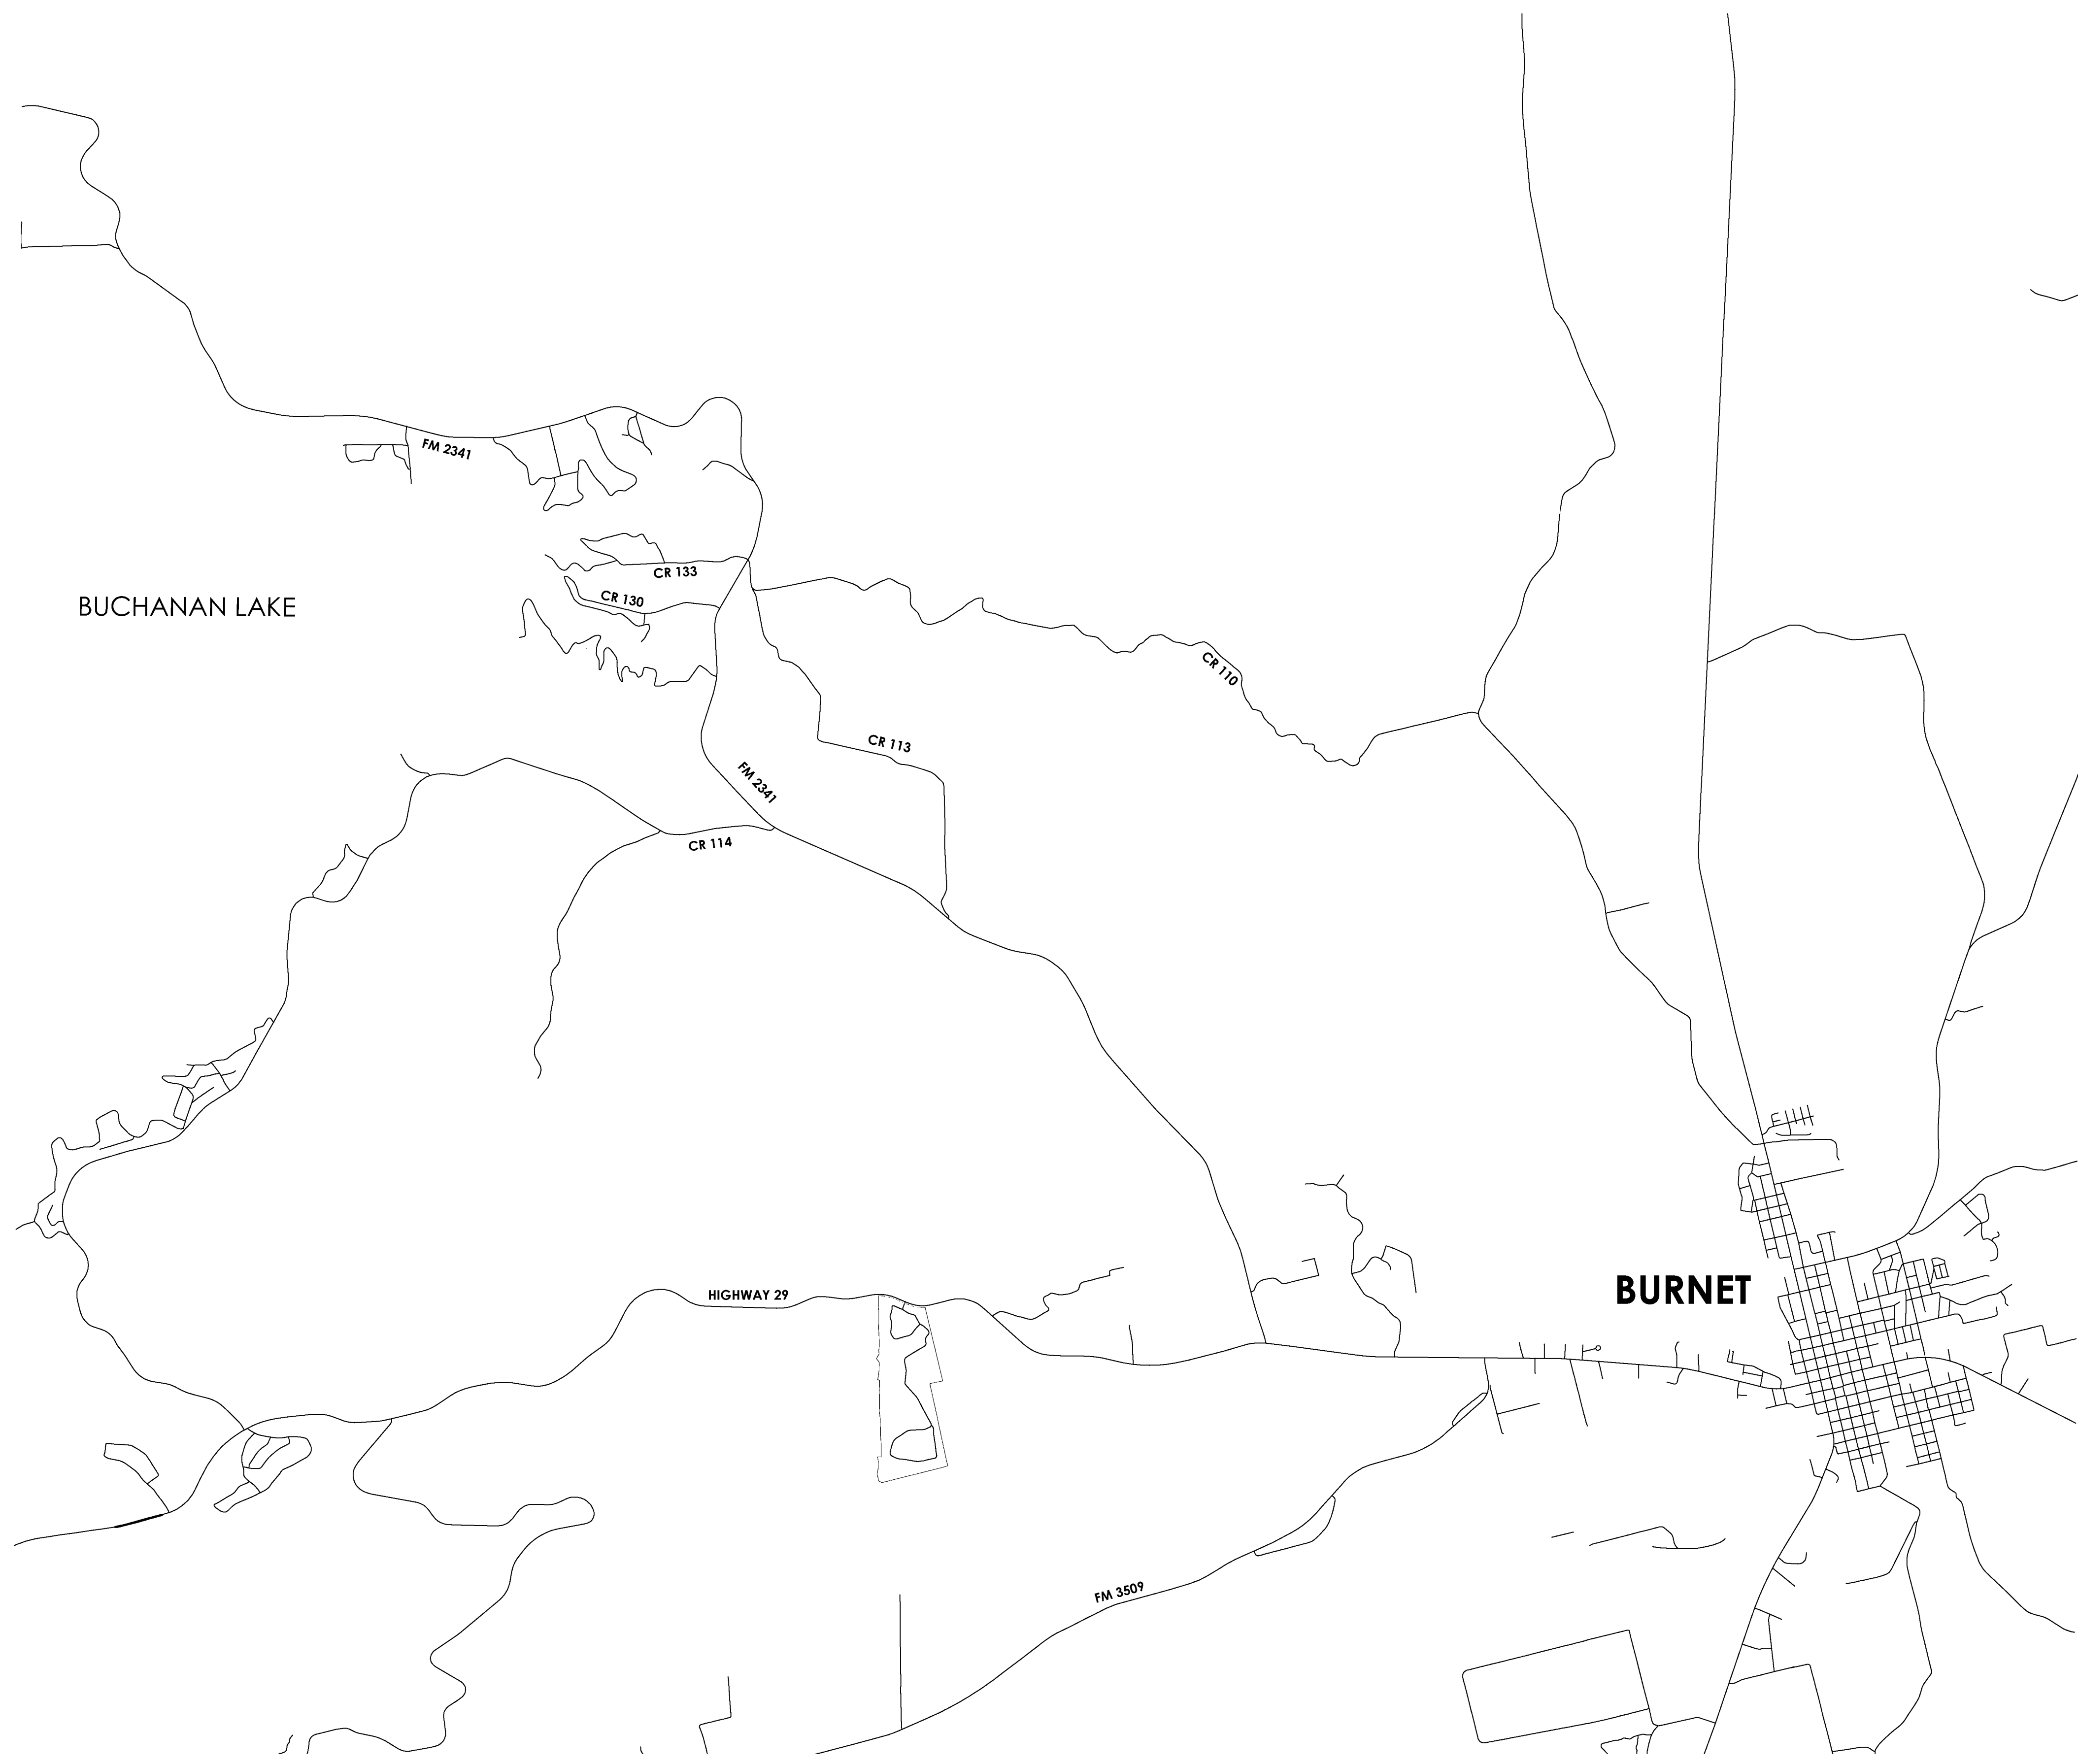 FM 2341
CR 133
CR 130
BUCHANAN LAKE
CR 110
CR 113
FM 2341
CR 114
HIGHWAY 29
BURNET
FM 3509